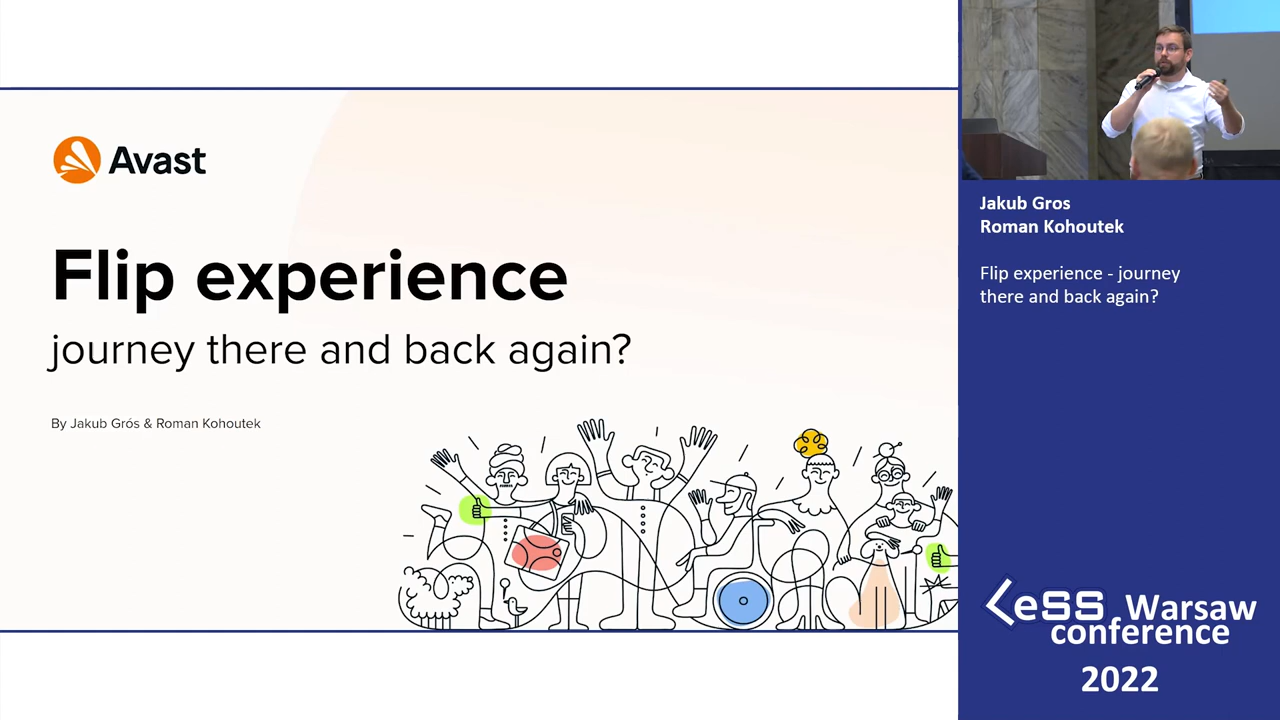 Avast
Flip experience
journey there and back again?
By Jakub Grós & Roman Kohoutek
Jakub Gros
Roman Kohoutek
Flip experience - journey
there and back again?
LeSS Warsaw
conference
2022